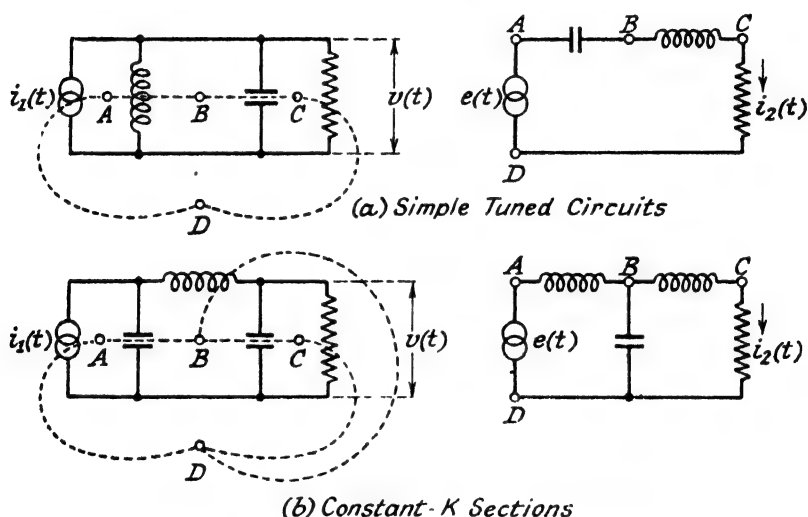 i₁(t)
A
B
C
D
v(t)
A
B
C
e(t)
i₂(t)
D
(a) Simple Tuned Circuits
i₁(t)
A
B
C
D
v(t)
A
B
C
e(t)
i₂(t)
D
(b) Constant-K Sections